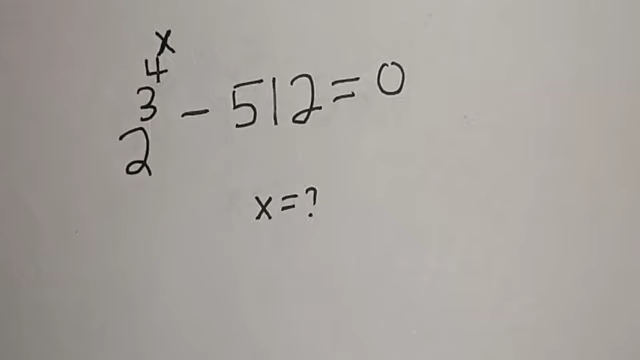 2^3^4^x - 512 = 0
x = ?